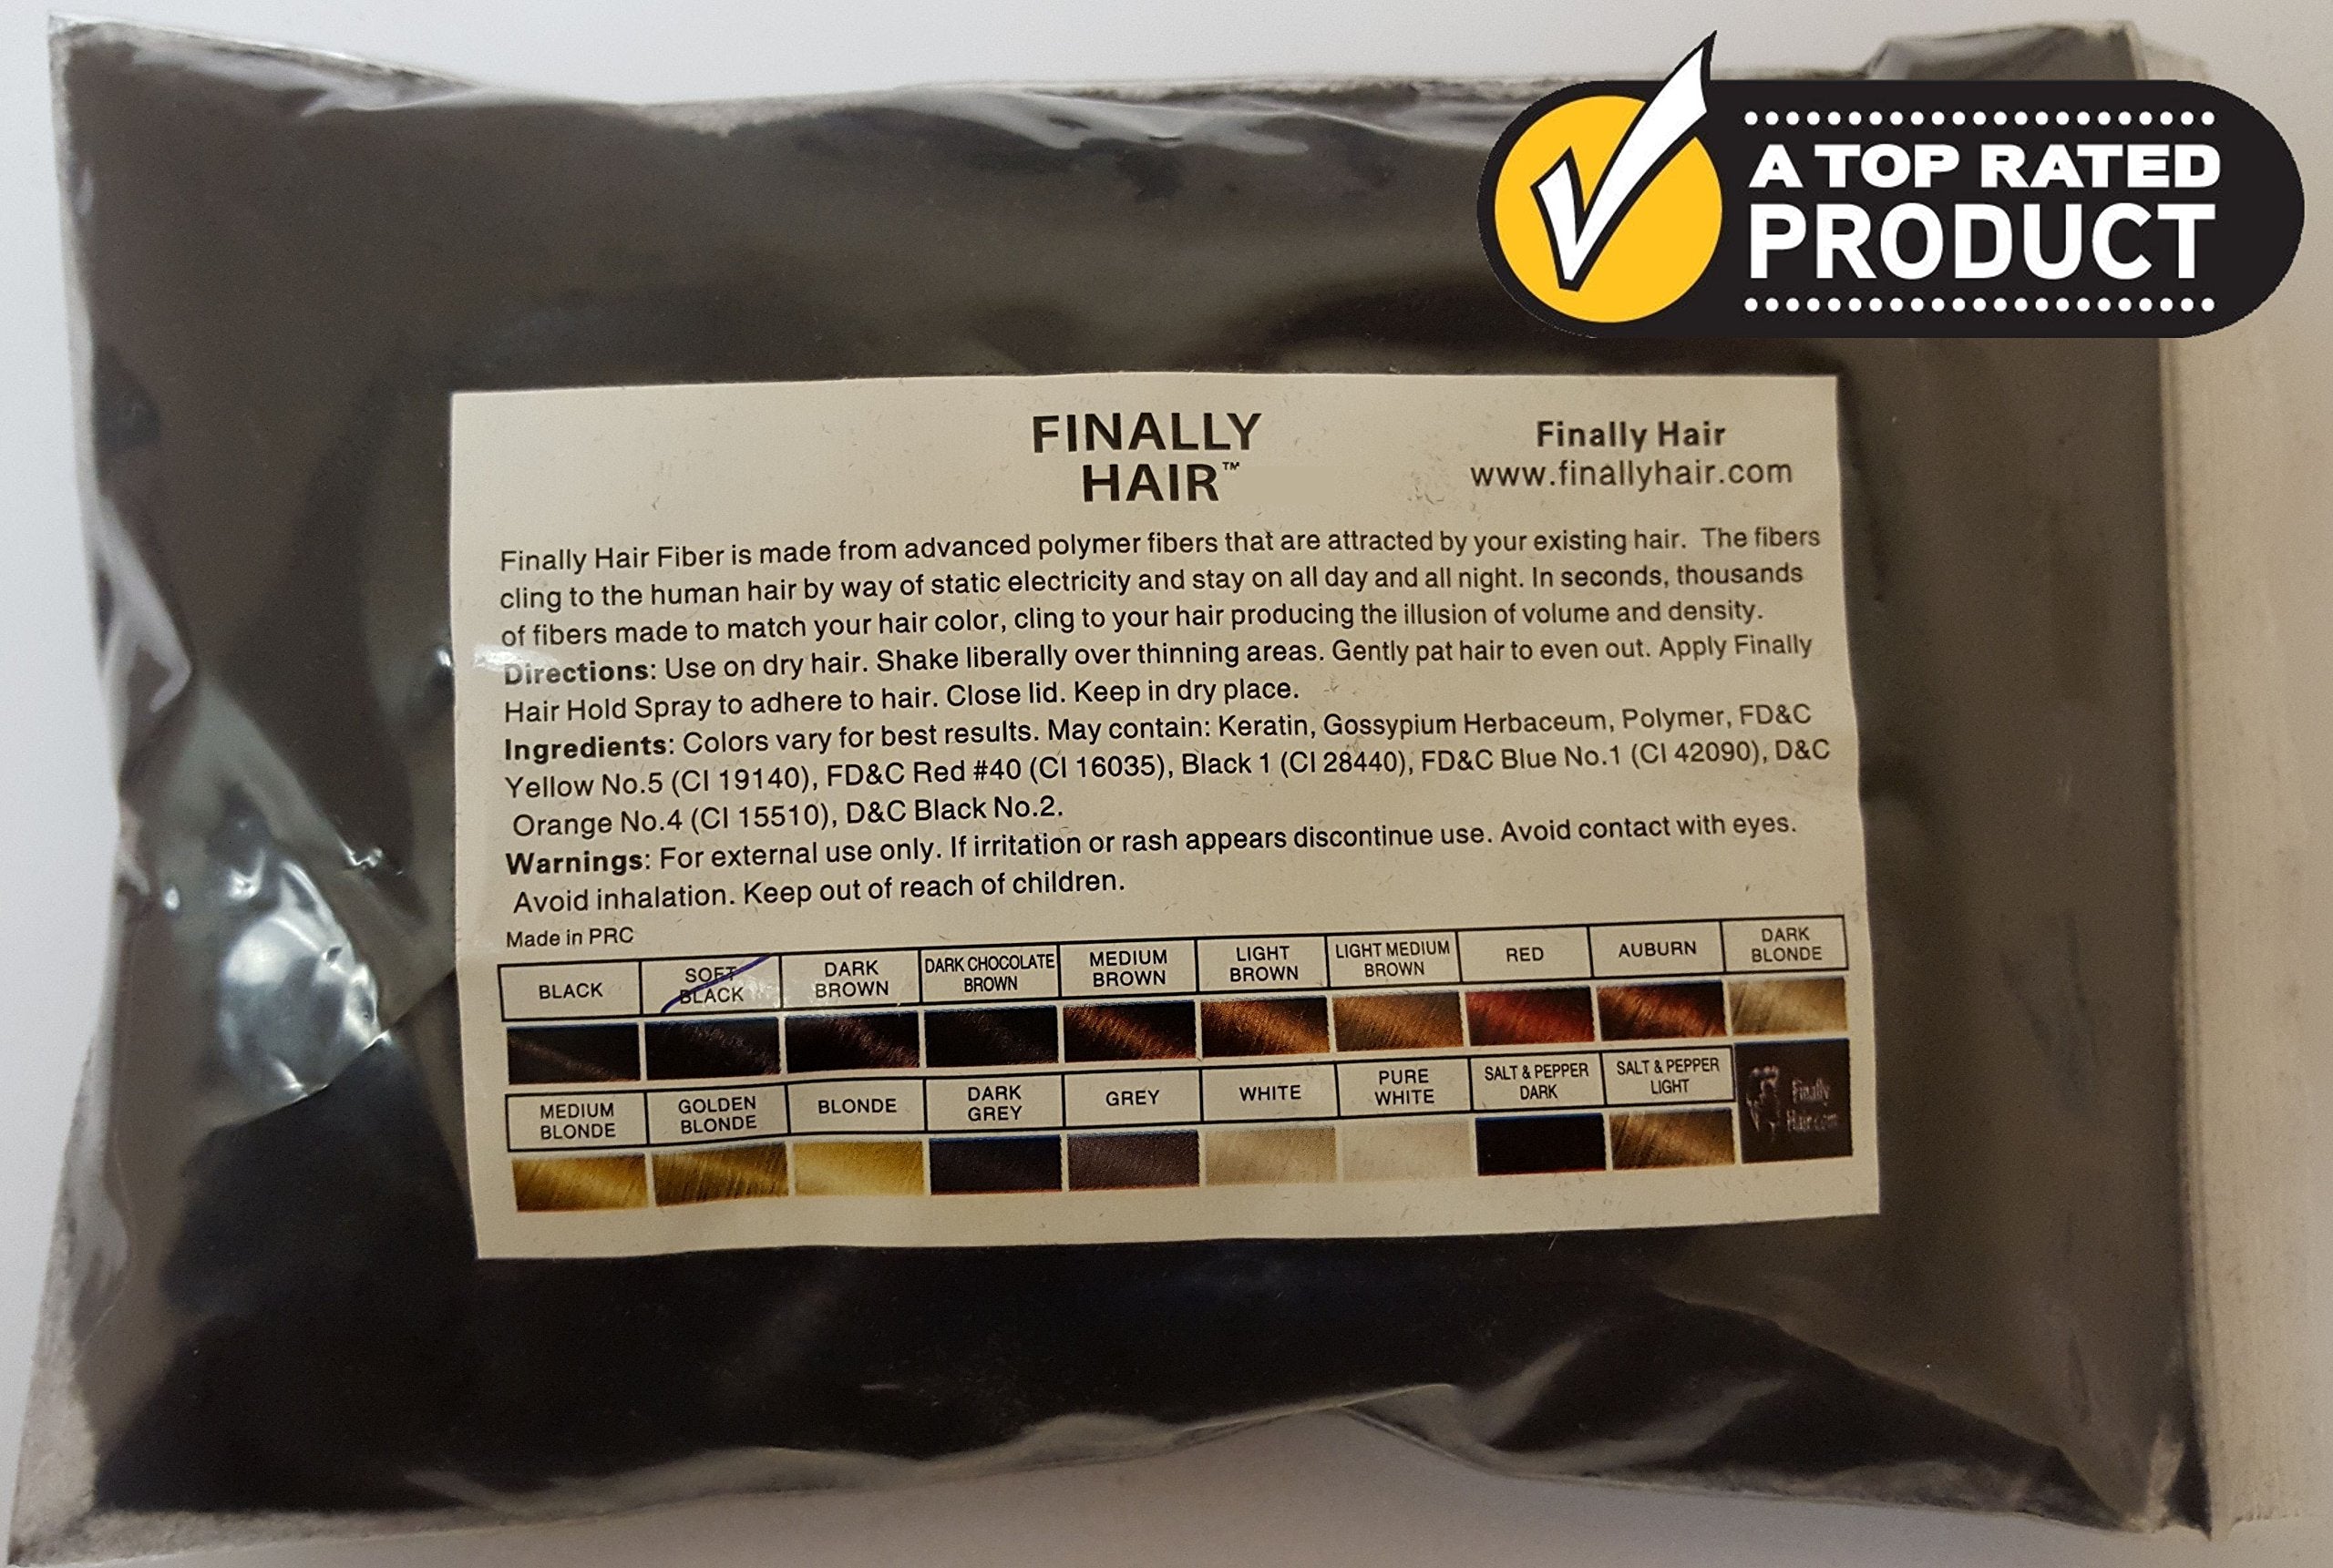 A TOP RATED
PRODUCT
FINALLY
HAIR™
Finally Hair
www.finallyhair.com
Finally Hair Fiber is made from advanced polymer fibers that are attracted by your existing hair. The fibers
cling to the human hair by way of static electricity and stay on all day and all night. In seconds, thousands
of fibers made to match your hair color, cling to your hair producing the illusion of volume and density.
Directions: Use on dry hair. Shake liberally over thinning areas. Gently pat hair to even out. Apply Finally
Hair Hold Spray to adhere to hair. Close lid. Keep in dry place.
Ingredients: Colors vary for best results. May contain: Keratin, Gossypium Herbaceum, Polymer, FD&C
Yellow No.5 (CI 19140), FD&C Red #40 (CI 16035), Black 1 (CI 28440), FD&C Blue No.1 (CI 42090), D&C
Orange No.4 (CI 15510), D&C Black No.2.
Warnings: For external use only. If irritation or rash appears discontinue use. Avoid contact with eyes.
Avoid inhalation. Keep out of reach of children.
Made in PRC
BLACK
SOFT
BLACK
DARK
BROWN
DARK CHOCOLATE
BROWN
MEDIUM
BROWN
LIGHT
BROWN
LIGHT MEDIUM
BROWN
RED
AUBURN
DARK
BLONDE
MEDIUM
BLONDE
GOLDEN
BLONDE
BLONDE
DARK
GREY
GREY
WHITE
PURE
WHITE
SALT & PEPPER
DARK
SALT & PEPPER
LIGHT
Finally
Hair.com